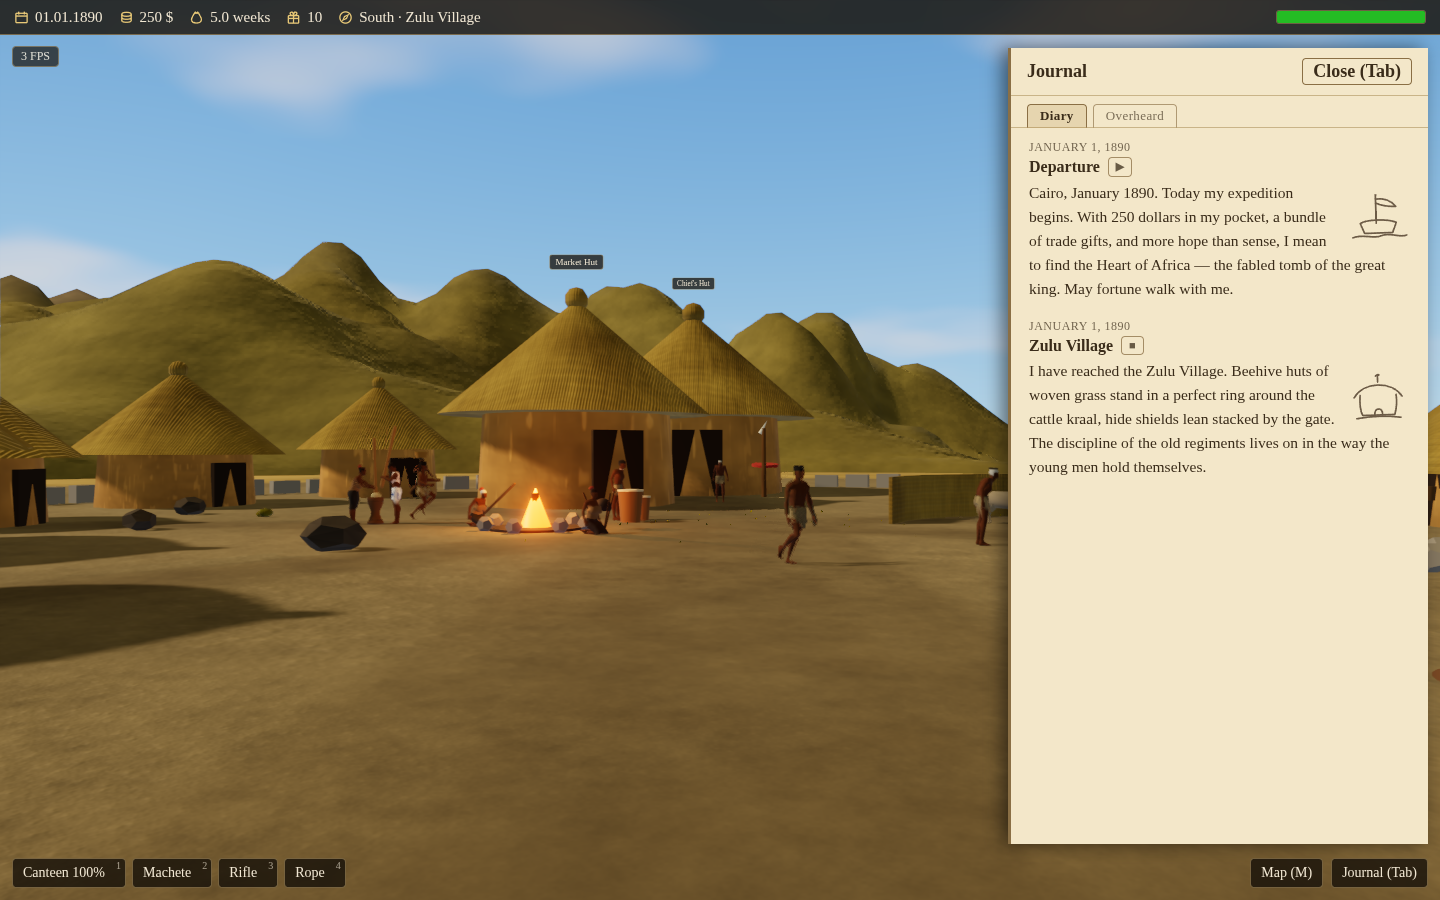 01.01.1890 250 $ 5.0 weeks 10 South · Zulu Village
3 FPS
Journal
Close (Tab)
Diary Overheard
JANUARY 1, 1890
Departure
Cairo, January 1890. Today my expedition
begins. With 250 dollars in my pocket, a bundle
of trade gifts, and more hope than sense, I mean
to find the Heart of Africa — the fabled tomb of the great
king. May fortune walk with me.
JANUARY 1, 1890
Zulu Village
I have reached the Zulu Village. Beehive huts of
woven grass stand in a perfect ring around the
cattle kraal, hide shields lean stacked by the gate.
The discipline of the old regiments lives on in the way the
young men hold themselves.
Market Hut
Chief's Hut
Canteen 100% 1 Machete 2 Rifle 3 Rope 4
Map (M) Journal (Tab)